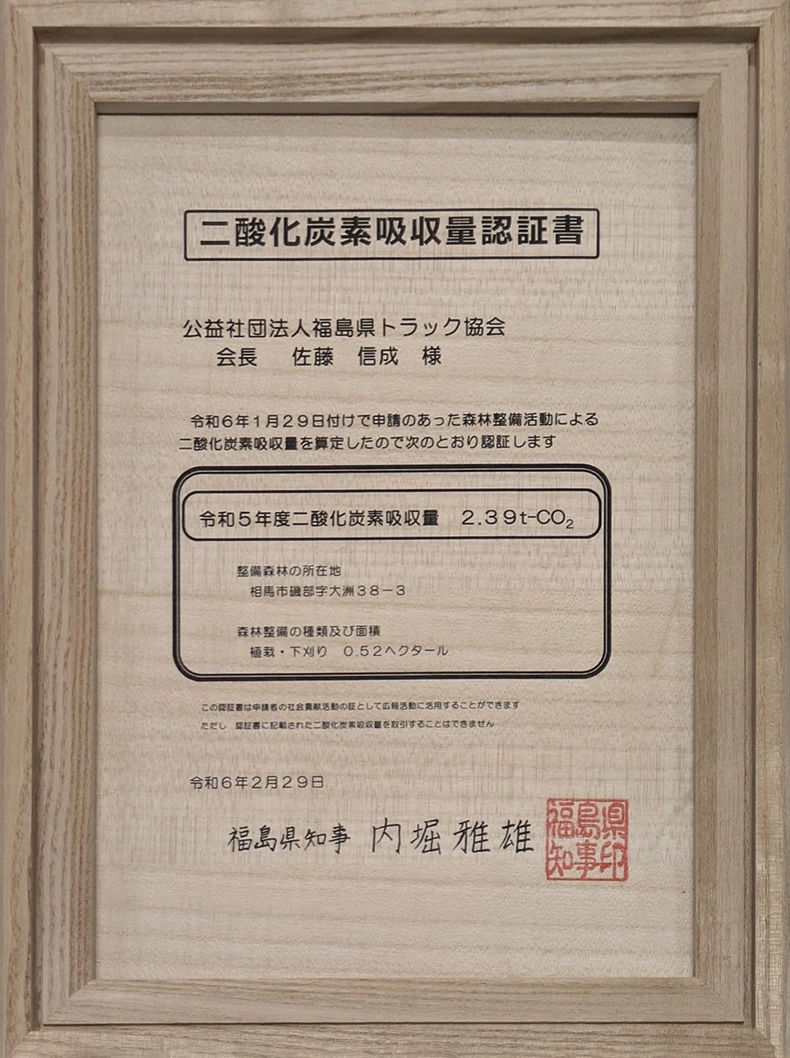 二酸化炭素吸収量認証書
公益社団法人福島県トラック協会
会長　佐藤　信成　様
令和６年１月２９日付けで申請のあった森林整備活動による
二酸化炭素吸収量を算定したので次のとおり認証します
令和５年度二酸化炭素吸収量　２.３９t-CO₂
整備森林の所在地
相馬市磯部字大洲３８－３
森林整備の種類及び面積
植栽・下刈り　０.５２ヘクタール
この認証書は申請者の社会貢献活動の証として広報活動に活用することができます
ただし　認証書に記載された二酸化炭素吸収量を取引することはできません
令和６年２月２９日
福島県知事　内堀雅雄
福島県知事印